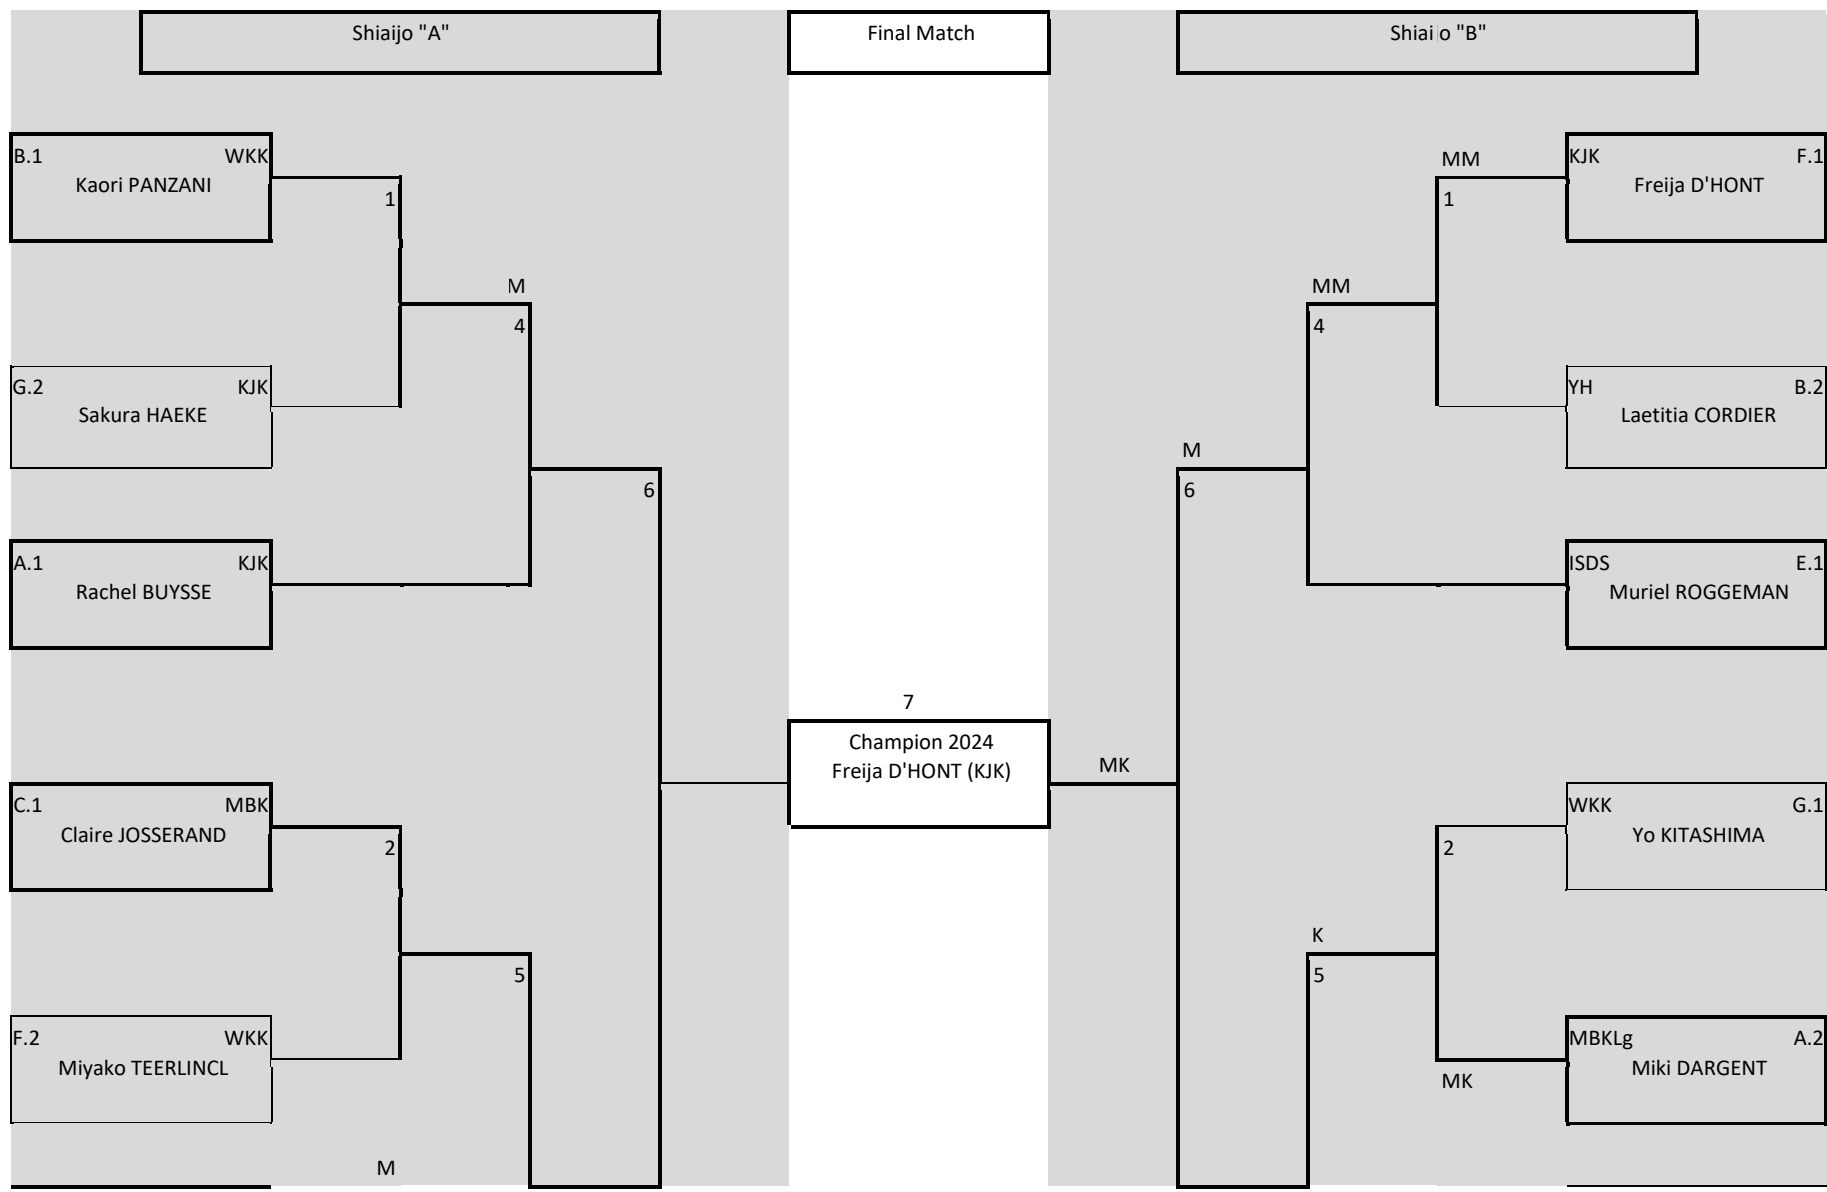 Shiaijo "A"
Final Match
Shiaijo "B"
B.1 WKK
Kaori PANZANI
1
MM
1
KJK F.1
Freija D'HONT
M
4
MM
4
G.2 KJK
Sakura HAEKE
YH B.2
Laetitia CORDIER
6
M
6
A.1 KJK
Rachel BUYSSE
ISDS E.1
Muriel ROGGEMAN
7
Champion 2024
Freija D'HONT (KJK)
MK
C.1 MBK
Claire JOSSERAND
2
2
WKK G.1
Yo KITASHIMA
5
K
5
F.2 WKK
Miyako TEERLINCL
MBKLg A.2
Miki DARGENT
MK
M